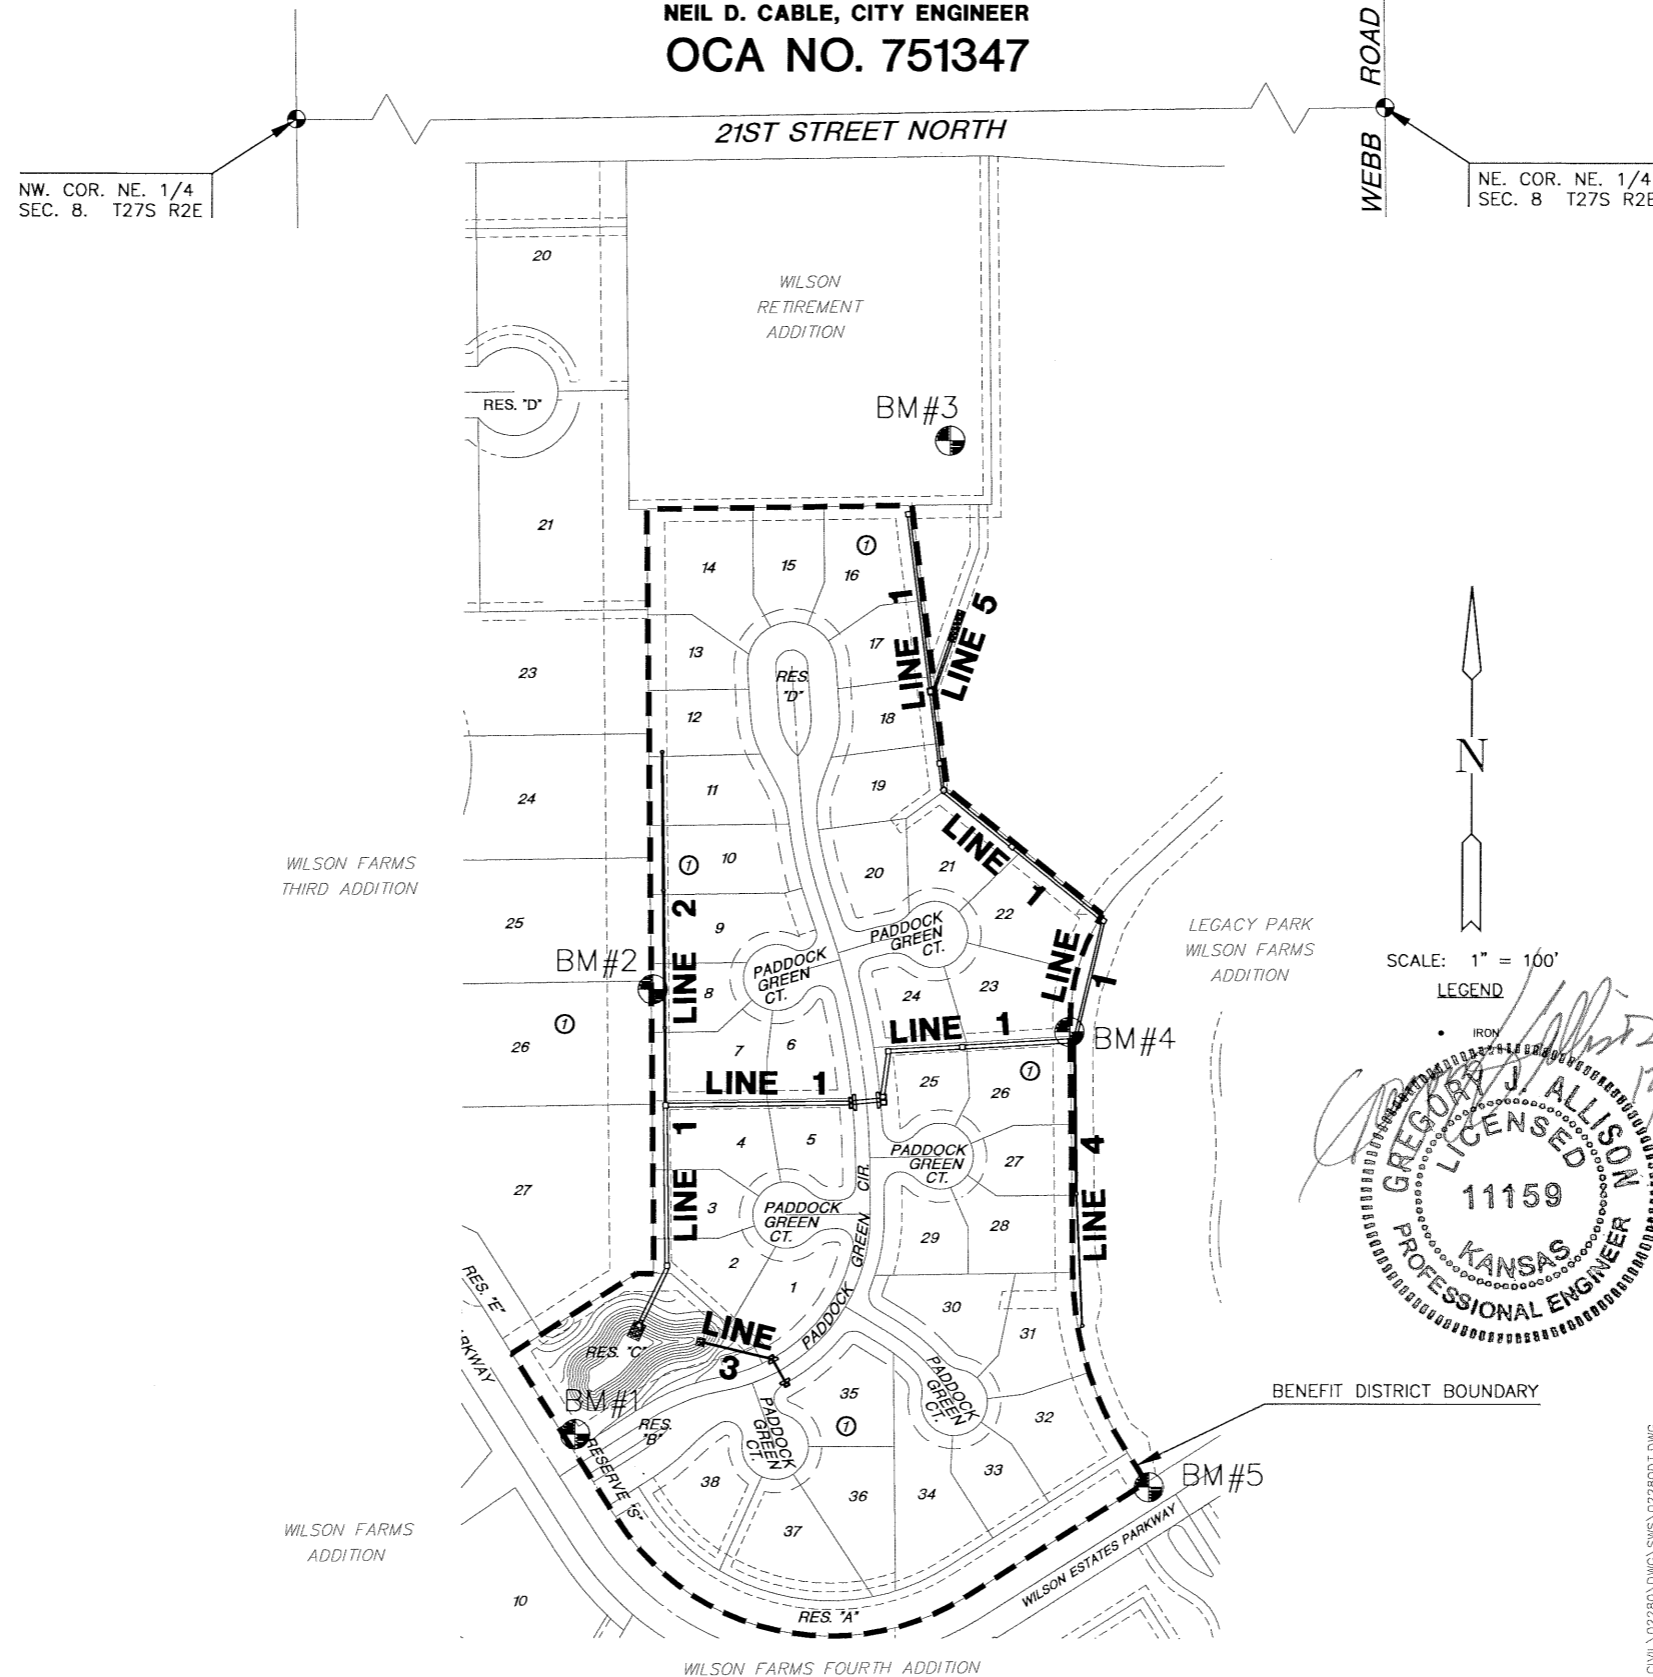 NEIL D. CABLE, CITY ENGINEER
OCA NO. 751347
21ST STREET NORTH
WEBB ROAD
NW. COR. NE. 1/4
SEC. 8. T27S R2E
NE. COR. NE. 1/4
SEC. 8 T27S R2E
20
WILSON
RETIREMENT
ADDITION
RES. "D"
BM#3
21
14
15
16
1
13
17
RES.
"D"
LINE 1
LINE 5
23
12
18
24
11
19
WILSON FARMS
THIRD ADDITION
1
10
20
21
LINE 1
22
25
9
LINE 2
PADDOCK
GREEN
CT.
PADDOCK
GREEN
CT.
LEGACY PARK
WILSON FARMS
ADDITION
BM#2
8
24
23
LINE 1
N
SCALE: 1" = 100'
LEGEND
IRON
26
1
7
6
LINE 1
BM#4
LINE 1
25
26
1
4
5
LINE 1
PADDOCK
GREEN
CT.
27
LINE 4
27
3
PADDOCK
GREEN
CT.
29
28
2
1
PADDOCK GREEN CIR.
30
31
RES. "E"
RKWAY
RES. "C"
LINE 3
PADDOCK
GREEN
CT.
35
1
32
BM#1
RES.
"B"
PADDOCK
GREEN
CT.
RESERVE "S"
38
36
34
33
37
BENEFIT DISTRICT BOUNDARY
BM#5
WILSON ESTATES PARKWAY
WILSON FARMS
ADDITION
10
RES. "A"
WILSON FARMS FOURTH ADDITION
GREGORY J. ALLISON
LICENSED
11159
KANSAS
PROFESSIONAL ENGINEER